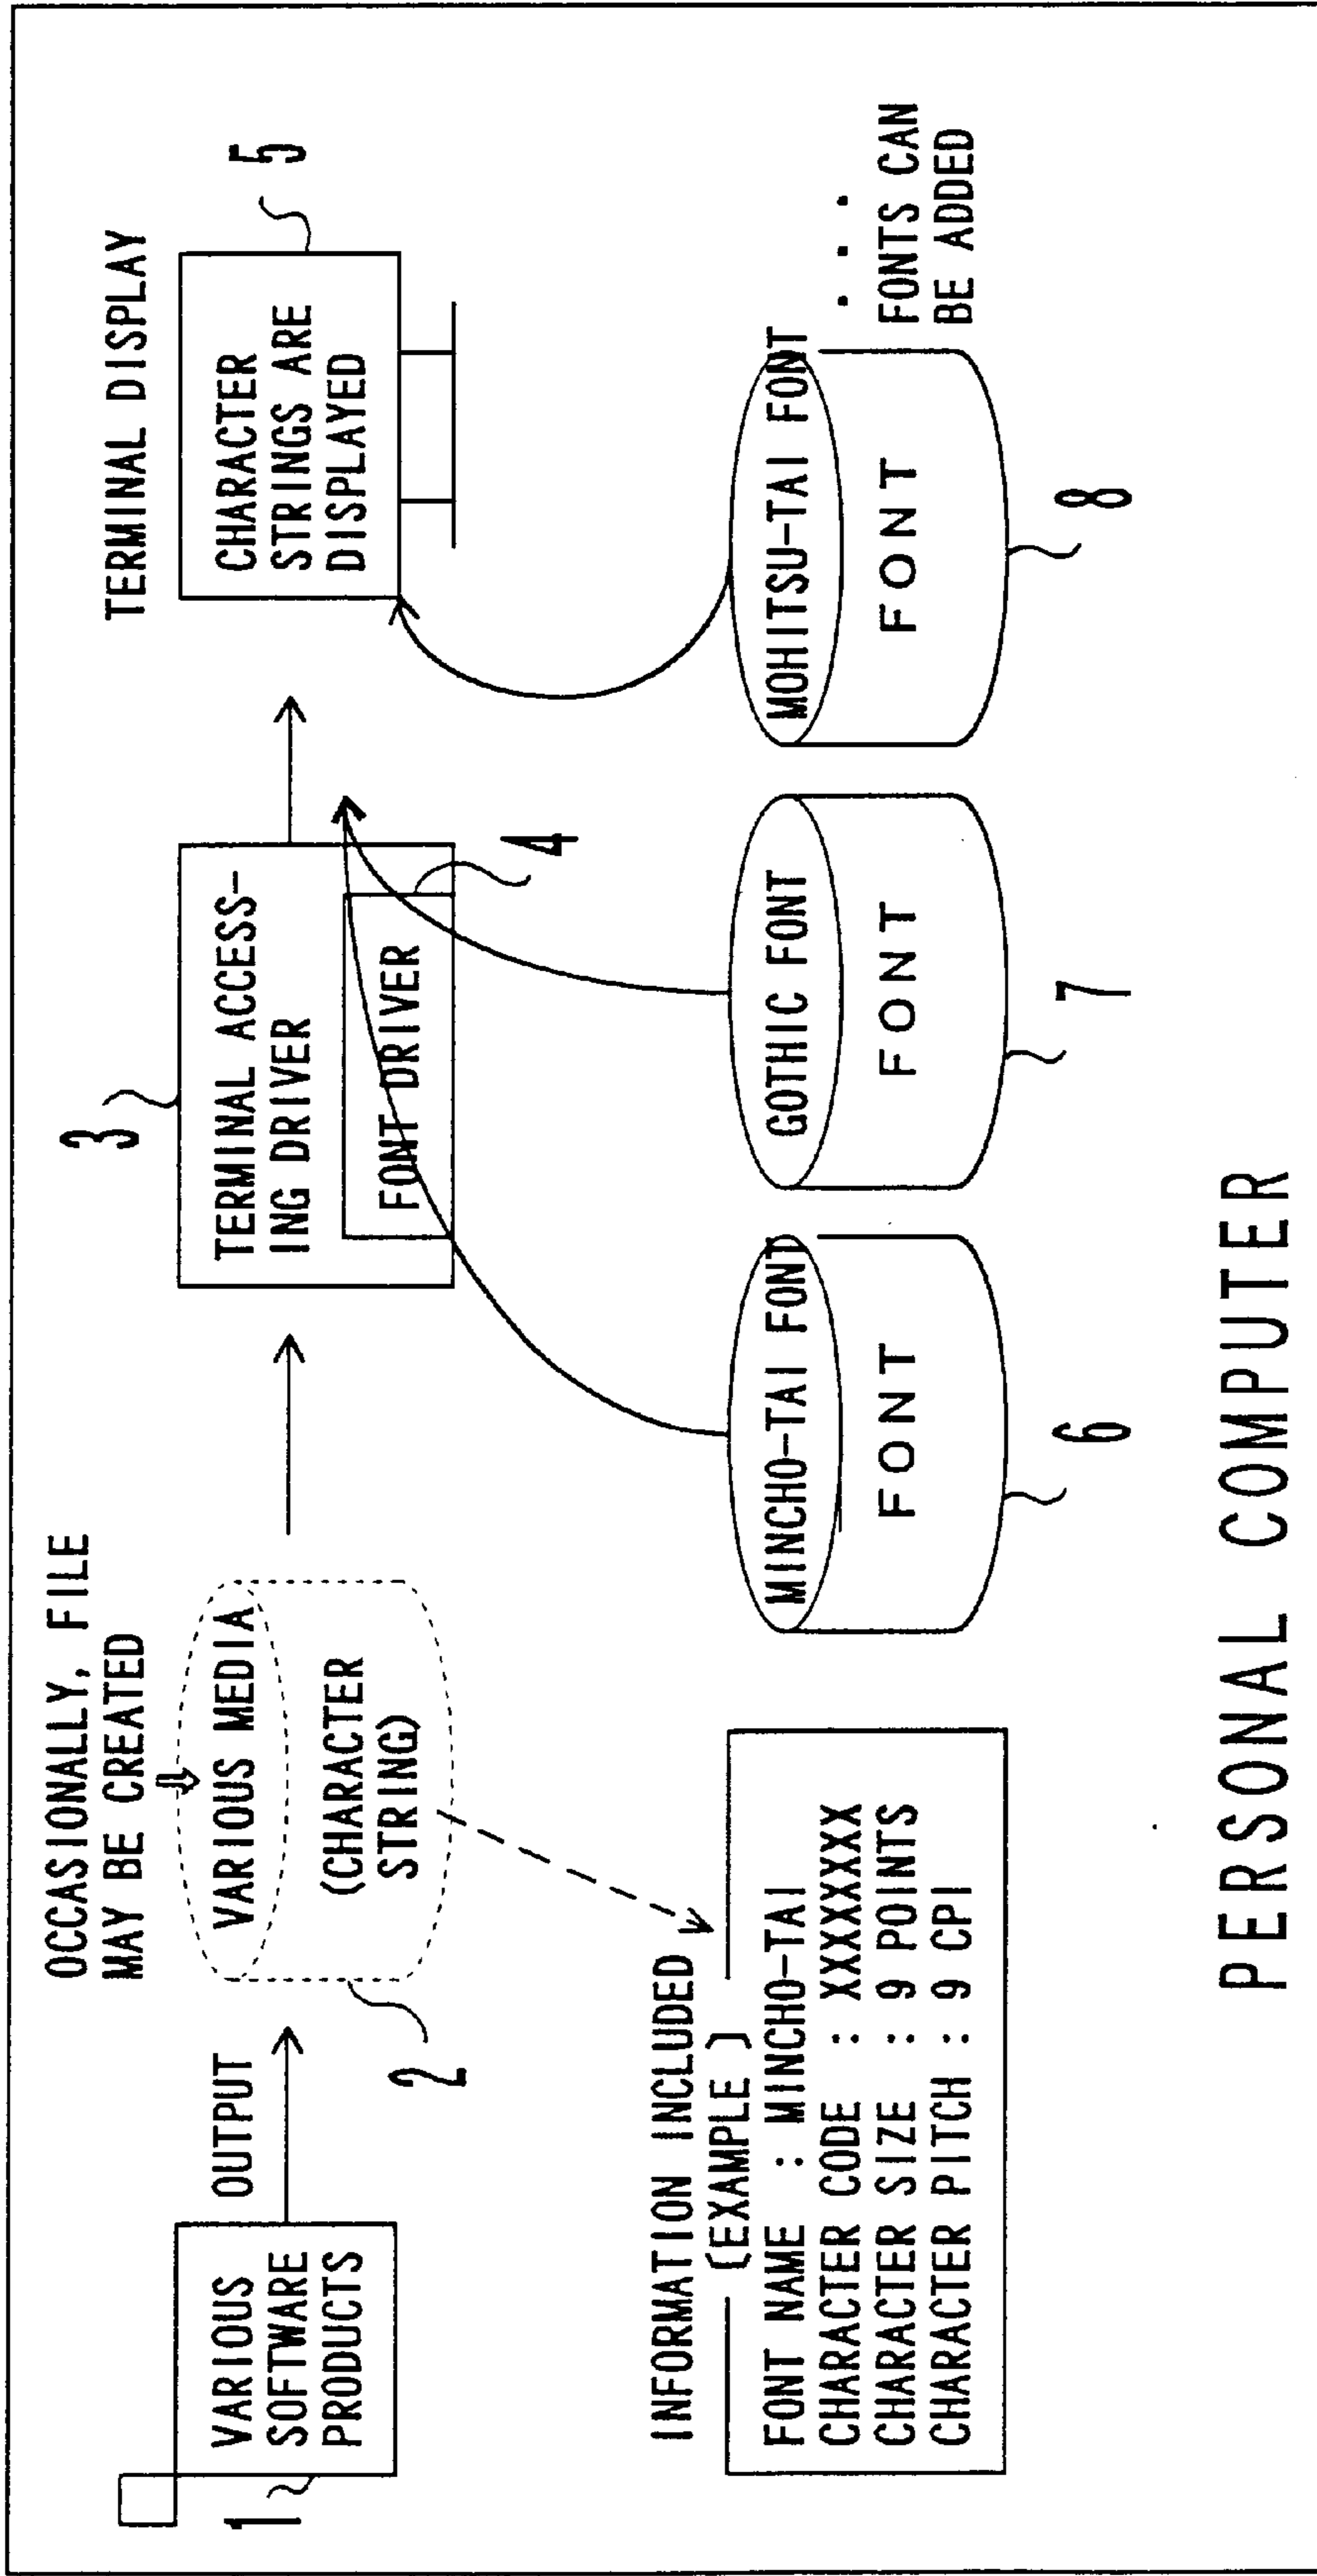 OCCASIONALLY, FILE
MAY BE CREATED
1
VARIOUS
SOFTWARE
PRODUCTS
OUTPUT
2
VARIOUS MEDIA
(CHARACTER
STRING)
3
TERMINAL ACCESS-
ING DRIVER
FONT DRIVER
4
TERMINAL DISPLAY
5
CHARACTER
STRINGS ARE
DISPLAYED
INFORMATION INCLUDED
(EXAMPLE)
FONT NAME : MINCHO-TAI
CHARACTER CODE : XXXXXXXX
CHARACTER SIZE : 9 POINTS
CHARACTER PITCH : 9 CPI
MINCHO-TAI FONT
FONT
6
GOTHIC FONT
FONT
7
MOHITSU-TAI FONT
FONT
8
...
FONTS CAN
BE ADDED
PERSONAL COMPUTER